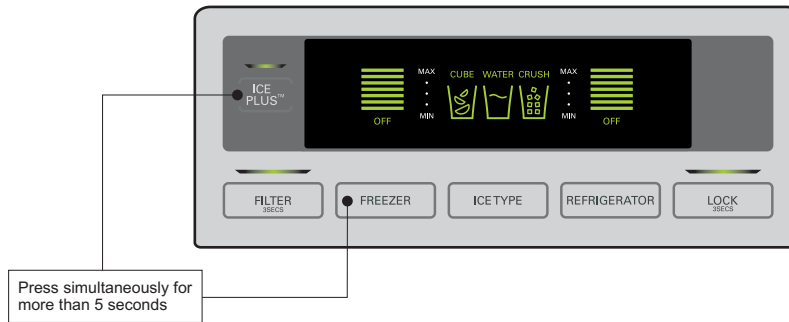 MAX CUBE WATER CRUSH MAX
ICE
PLUS™
OFF MIN MIN OFF
FILTER
3SECS
FREEZER
ICE TYPE
REFRIGERATOR
LOCK
3SECS
Press simultaneously for
more than 5 seconds